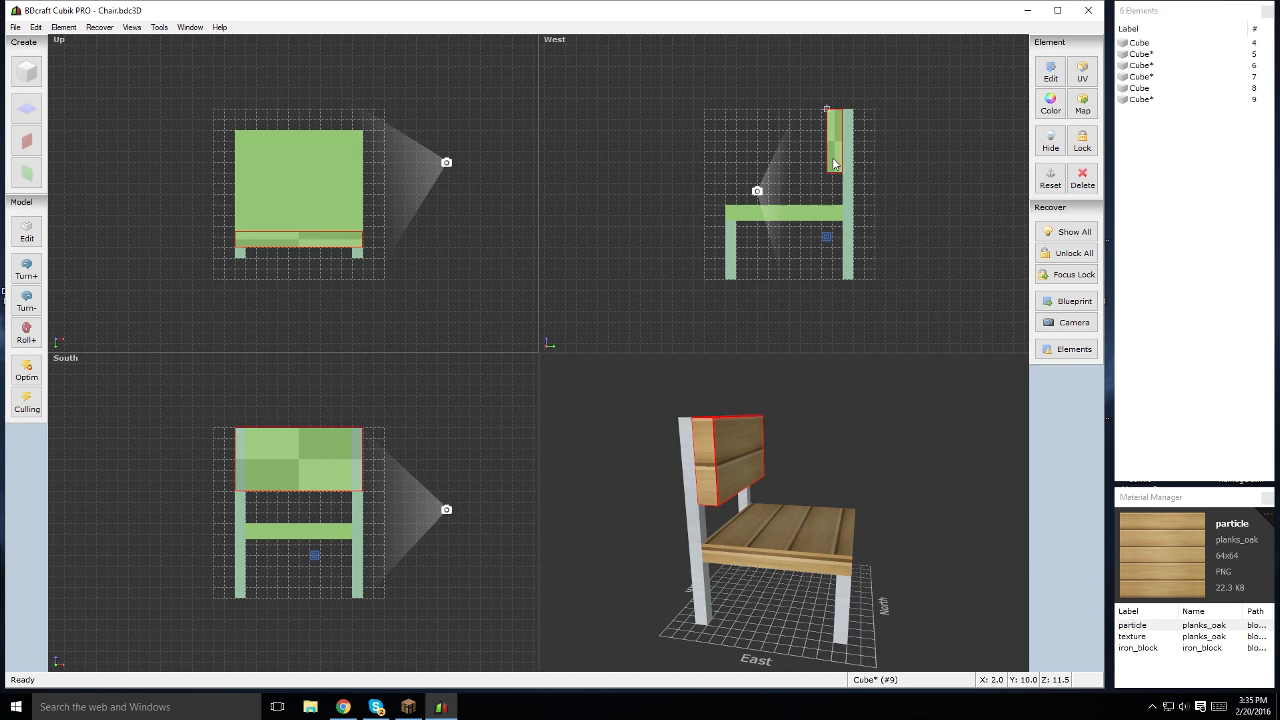 BDcraft Cubik PRO - Chair.bdc3D
File Edit Element Recover Views Tools Window Help
Create
Model
Edit
Turn+
Turn-
Roll+
Optim
Culling
Up
West
South
North
East
Element
Edit UV
Color Map
Hide Lock
Reset Delete
Recover
Show All
Unlock All
Focus Lock
Blueprint
Camera
Elements
6 Elements
Label #
Cube 4
Cube* 5
Cube* 6
Cube* 7
Cube 8
Cube* 9
Material Manager
particle
planks_oak
64x64
PNG
22.3 KB
Label Name Path
particle planks_oak blo...
texture planks_oak blo...
iron_block iron_block blo...
Ready
Cube* (#9) X: 2.0 Y: 10.0 Z: 11.5
Search the web and Windows
3:35 PM
2/20/2016